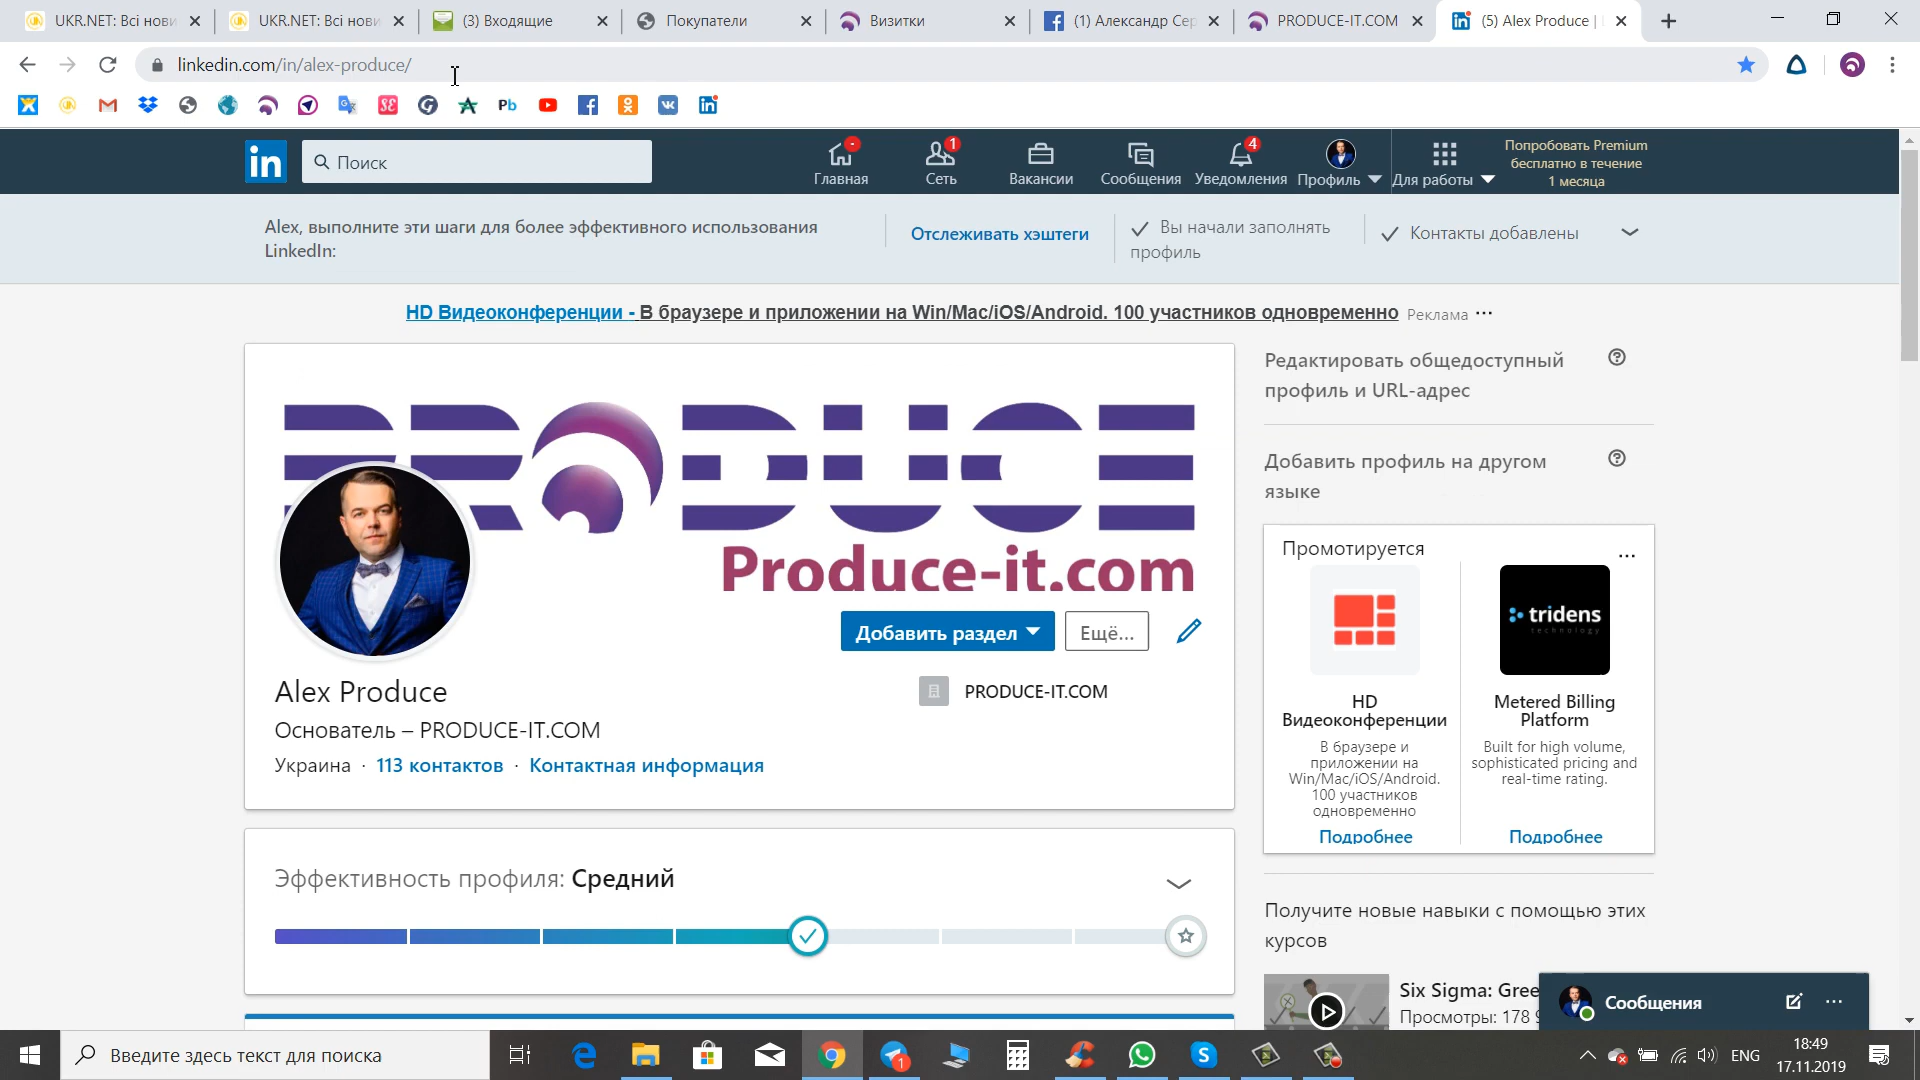 UKR.NET: Всі нови
UKR.NET: Всі нови
(3) Входящие
Покупатели
Визитки
(1) Александр Сер
PRODUCE-IT.COM
(5) Alex Produce |
linkedin.com/in/alex-produce/
Pb
in
Поиск
1
4
Главная
Сеть
Вакансии
Сообщения
Уведомления
Профиль
Для работы
Попробовать Premium
бесплатно в течение
1 месяца
Alex, выполните эти шаги для более эффективного использования
LinkedIn:
Отслеживать хэштеги
Вы начали заполнять
профиль
Контакты добавлены
HD Видеоконференции - В браузере и приложении на Win/Mac/iOS/Android. 100 участников одновременно
Реклама
PRODUCE
Produce-it.com
Добавить раздел
Ещё...
Alex Produce
PRODUCE-IT.COM
Основатель – PRODUCE-IT.COM
Украина · 113 контактов · Контактная информация
Эффективность профиля: Средний
Редактировать общедоступный
профиль и URL-адрес
Добавить профиль на другом
языке
Промотируется
HD
Видеоконференции
В браузере и
приложении на
Win/Mac/iOS/Android.
100 участников
одновременно
Подробнее
tridens
technology
Metered Billing
Platform
Built for high volume,
sophisticated pricing and
real-time rating.
Подробнее
Получите новые навыки с помощью этих
курсов
Six Sigma: Gree
Просмотры: 178 9
Сообщения
Введите здесь текст для поиска
1
ENG
18:49
17.11.2019